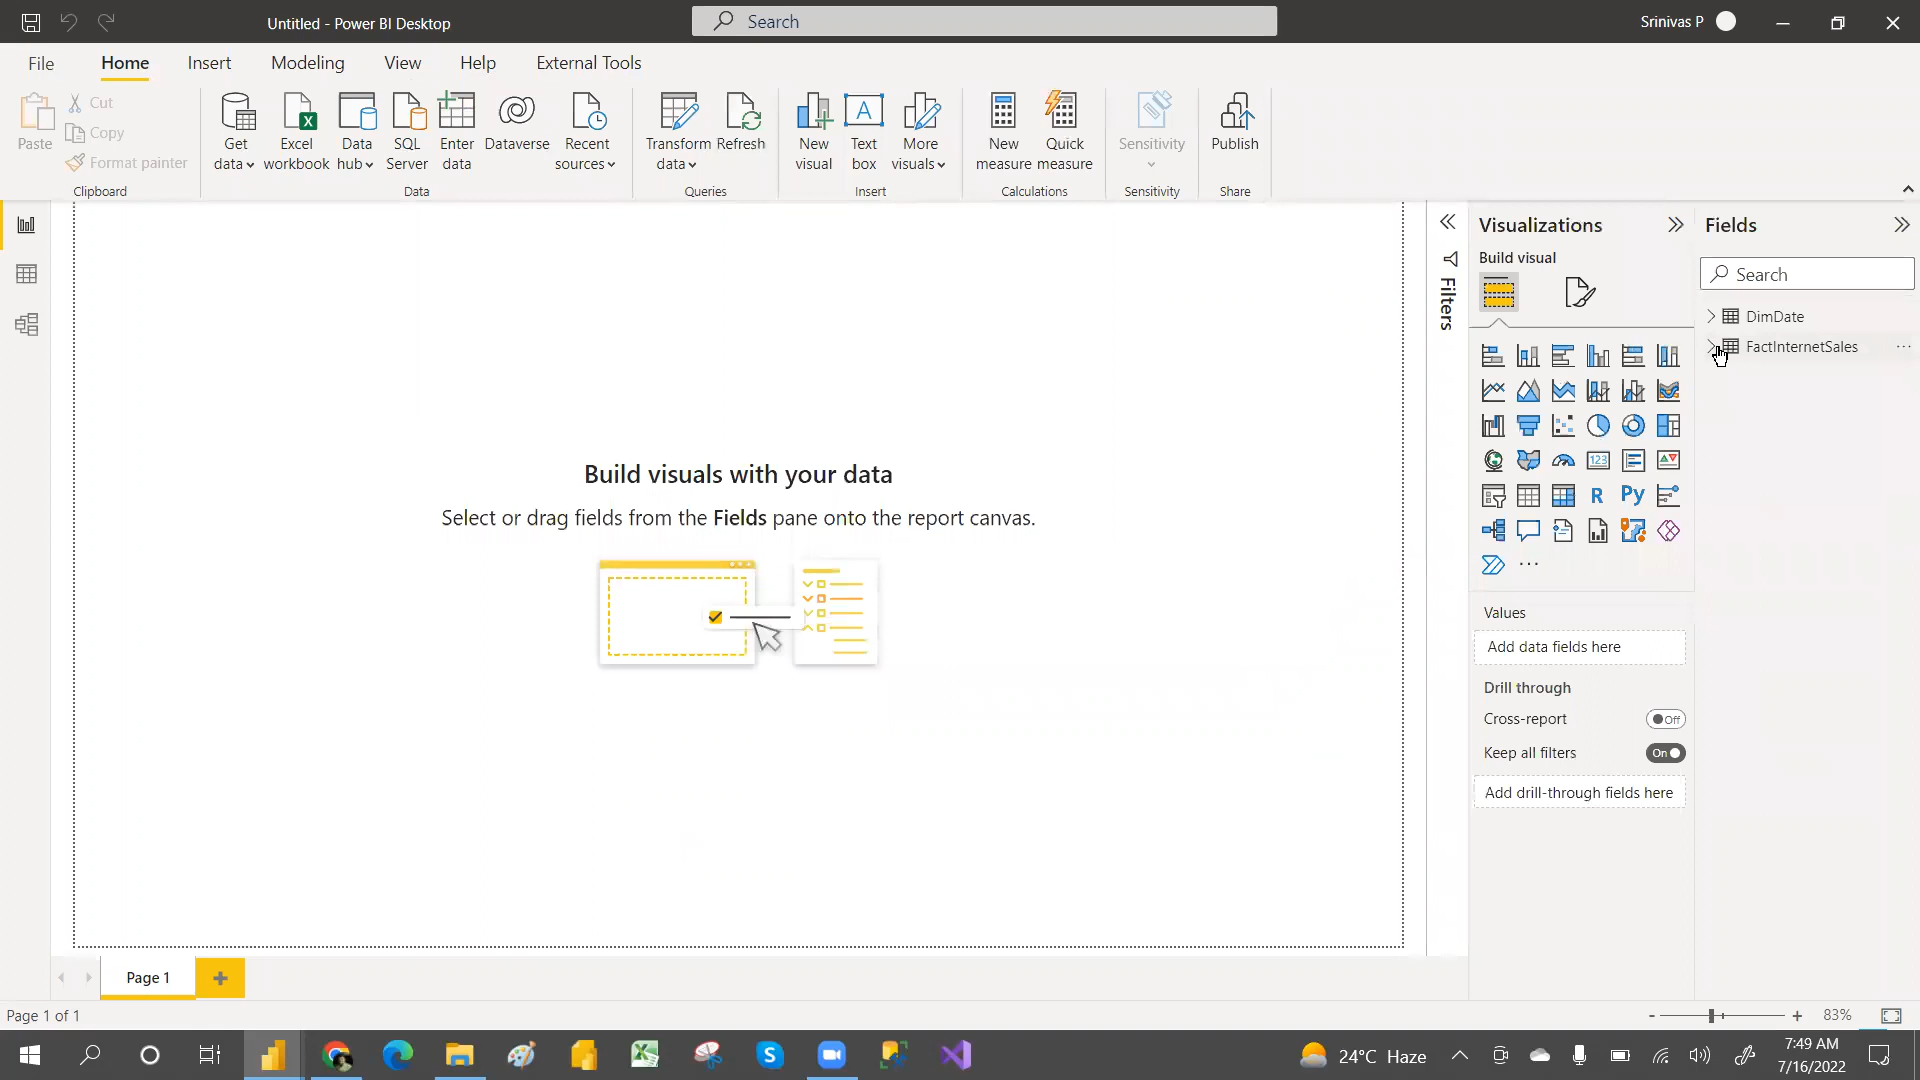 Untitled - Power BI Desktop
Search
Srinivas P
File
Home
Insert
Modeling
View
Help
External Tools
Paste
Cut
Copy
Format painter
Clipboard
Get data
Excel workbook
Data hub
SQL Server
Enter data
Dataverse
Recent sources
Data
Transform data
Refresh
Queries
New visual
Text box
More visuals
Insert
New measure
Quick measure
Calculations
Sensitivity
Sensitivity
Publish
Share
Build visuals with your data
Select or drag fields from the Fields pane onto the report canvas.
Filters
Visualizations
Build visual
123
R
Py
Values
Add data fields here
Drill through
Cross-report
Off
Keep all filters
On
Add drill-through fields here
Fields
Search
DimDate
FactInternetSales
Page 1
Page 1 of 1
83%
24°C Haze
7:49 AM
7/16/2022